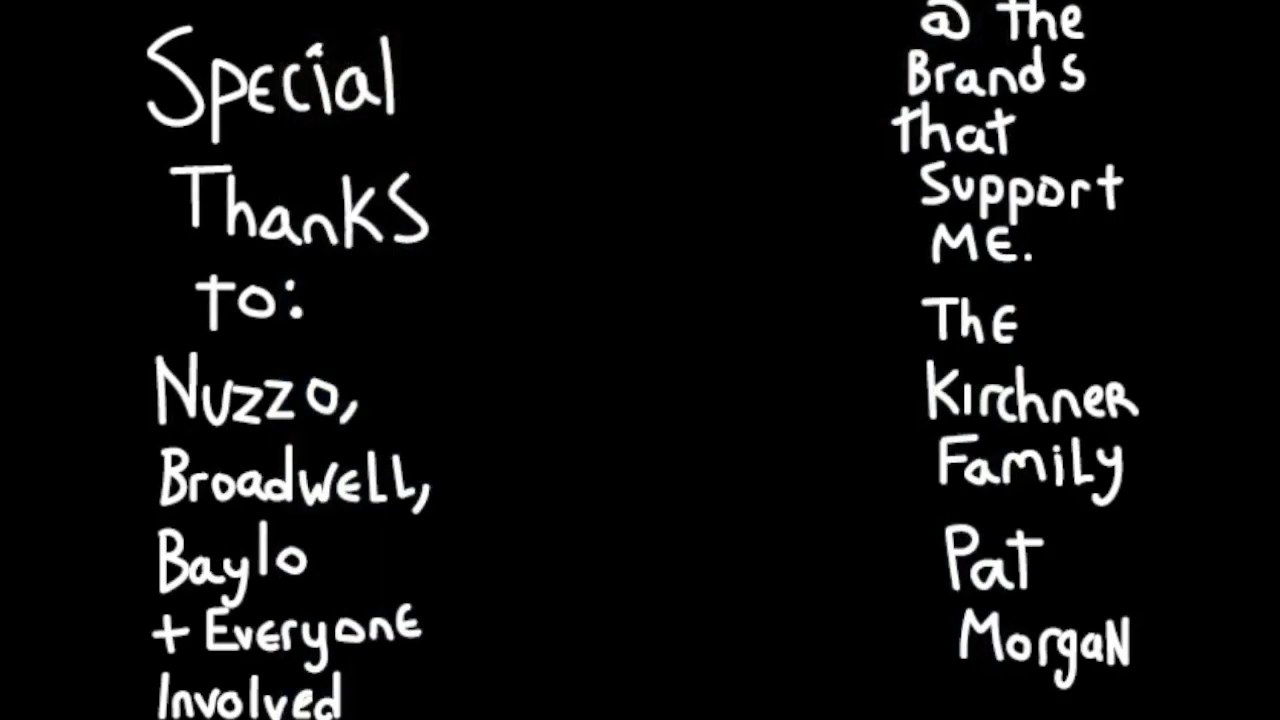 Special
Thanks
to:
Nuzzo,
Broadwell,
Baylo
+ Everyone
Involved
@ the
Brands
that
Support
ME.
The
Kirchner
Family
Pat
Morgan